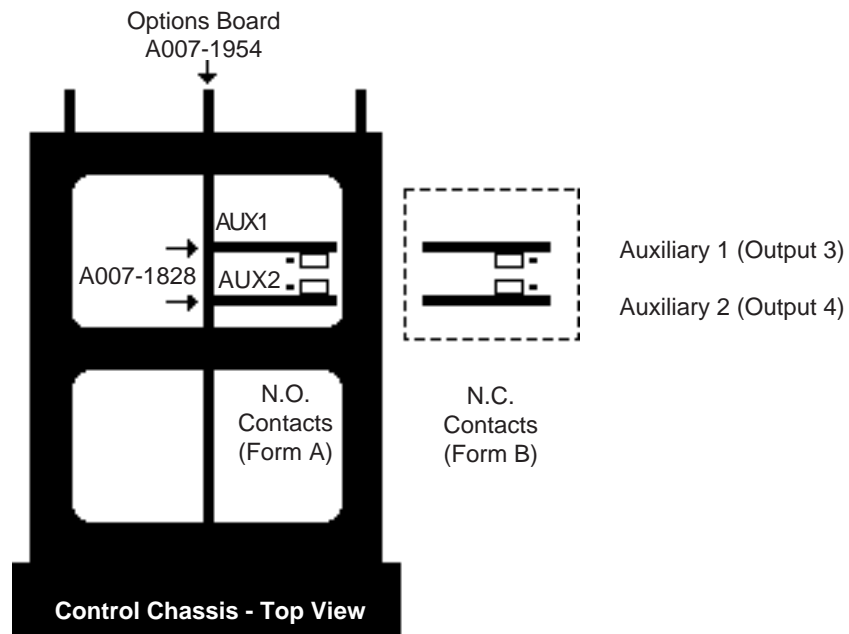 Options Board
A007-1954
AUX1
A007-1828
AUX2
Auxiliary 1 (Output 3)
Auxiliary 2 (Output 4)
N.O.
Contacts
(Form A)
N.C.
Contacts
(Form B)
Control Chassis - Top View